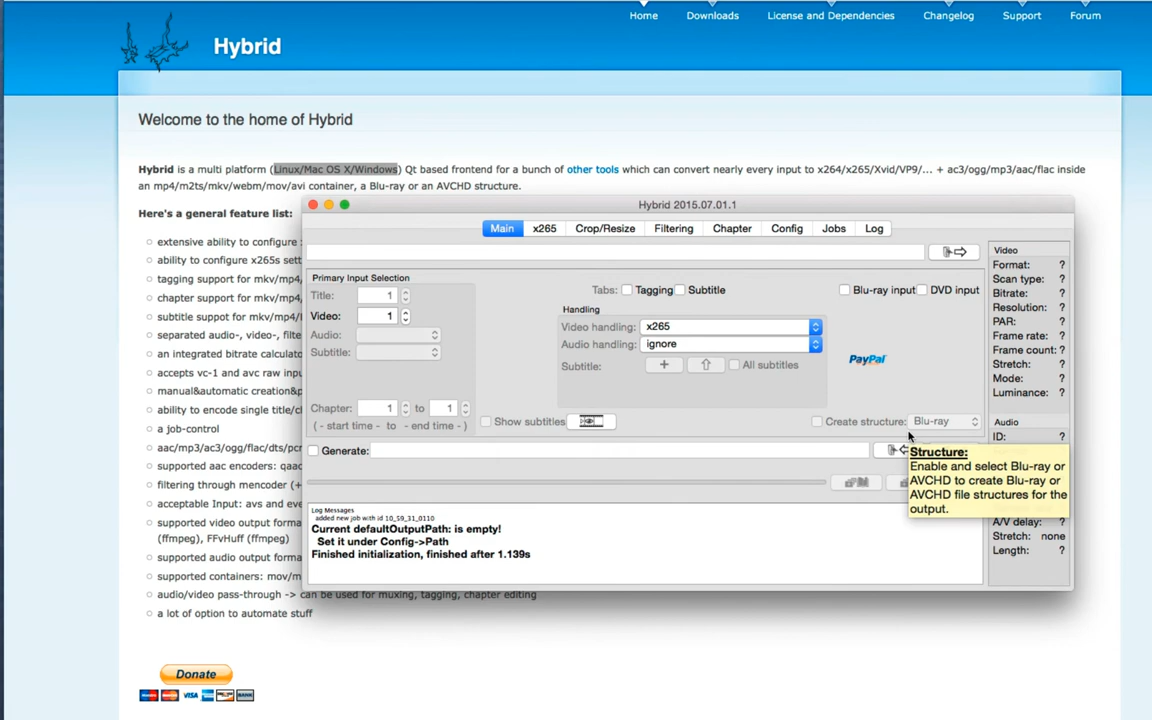 Home Downloads License and Dependencies Changelog Support Forum
Hybrid
Welcome to the home of Hybrid
Hybrid is a multi platform (Linux/Mac OS X/Windows) Qt based frontend for a bunch of other tools which can convert nearly every input to x264/x265/Xvid/VP9/... + ac3/ogg/mp3/aac/flac inside
an mp4/m2ts/mkv/webm/mov/avi container, a Blu-ray or an AVCHD structure.
Here's a general feature list:
extensive ability to configure
ability to configure x265s sett
tagging support for mkv/mp4,
chapter support for mkv/mp4,
subtitle suppot for mkv/mp4/
separated audio-, video-, filte
an integrated bitrate calculato
accepts vc-1 and avc raw inpu
manual&automatic creation&p
ability to encode single title/cl
a job-control
aac/mp3/ac3/ogg/flac/dts/pcr
supported aac encoders: qaac
filtering through mencoder (+
acceptable Input: avs and eve
supported video output forma
(ffmpeg), FFvHuff (ffmpeg)
supported audio output forma
supported containers: mov/m
audio/video pass-through -> can be used for muxing, tagging, chapter editing
a lot of option to automate stuff
Donate
VISA
Hybrid 2015.07.01.1
Main x265 Crop/Resize Filtering Chapter Config Jobs Log
Primary Input Selection
Title: 1
Video: 1
Audio:
Subtitle:
Chapter: 1 to 1
( - start time - to - end time - )
Tabs: Tagging Subtitle
Blu-ray input DVD input
Handling
Video handling: x265
Audio handling: ignore
Subtitle: + All subtitles
PayPal
Show subtitles
Create structure: Blu-ray
Generate:
Structure:
Enable and select Blu-ray or
AVCHD to create Blu-ray or
AVCHD file structures for the
output.
Log Messages
added new job with id 10_59_31_0110
Current defaultOutputPath: is empty!
Set it under Config->Path
Finished initialization, finished after 1.139s
Video
Format: ?
Scan type: ?
Bitrate: ?
Resolution: ?
PAR: ?
Frame rate: ?
Frame count: ?
Stretch: ?
Mode: ?
Luminance: ?
Audio
ID: ?
A/V delay: ?
Stretch: none
Length: ?